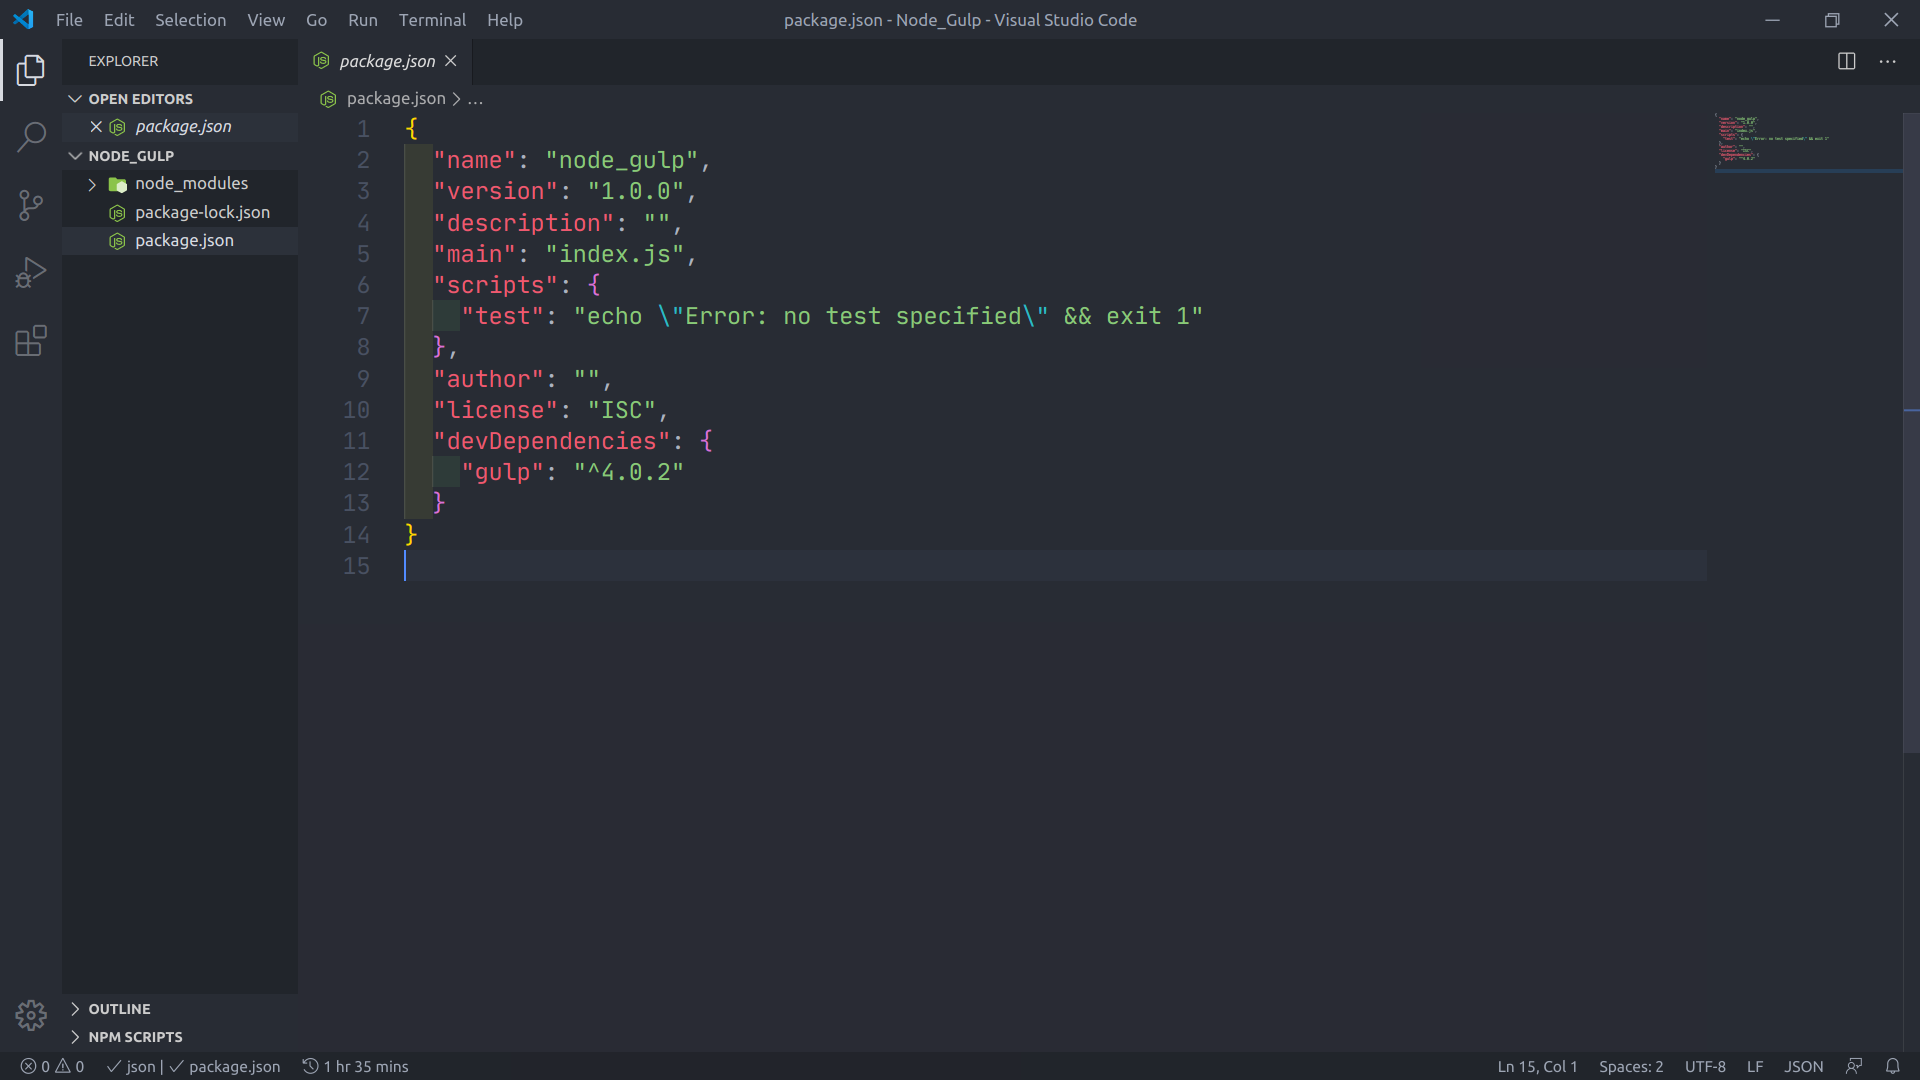 File Edit Selection View Go Run Terminal Help
package.json - Node_Gulp - Visual Studio Code
EXPLORER
OPEN EDITORS
package.json
NODE_GULP
node_modules
package-lock.json
package.json
OUTLINE
NPM SCRIPTS
package.json
package.json > ...
1 {
2 "name": "node_gulp",
3 "version": "1.0.0",
4 "description": "",
5 "main": "index.js",
6 "scripts": {
7 "test": "echo \"Error: no test specified\" && exit 1"
8 },
9 "author": "",
10 "license": "ISC",
11 "devDependencies": {
12 "gulp": "^4.0.2"
13 }
14 }
15
0 0 json | package.json 1 hr 35 mins
Ln 15, Col 1 Spaces: 2 UTF-8 LF JSON